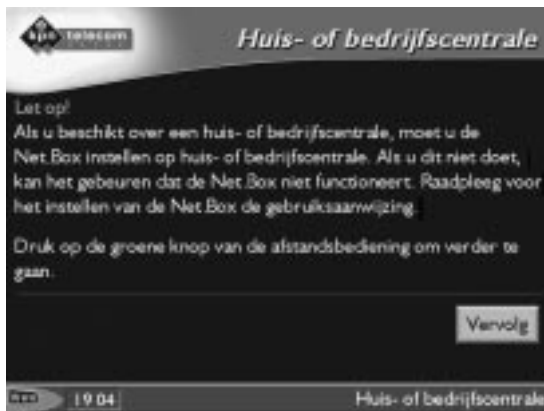 kpn telecom
Huis- of bedrijfscentrale
Let op!
Als u beschikt over een huis- of bedrijfscentrale, moet u de
Net.Box instellen op huis- of bedrijfscentrale. Als u dit niet doet,
kan het gebeuren dat de Net.Box niet functioneert. Raadpleeg voor
het instellen van de Net.Box de gebruiksaanwijzing.
Druk op de groene knop van de afstandsbediening om verder te
gaan.
Vervolg
19:04
Huis- of bedrijfscentrale